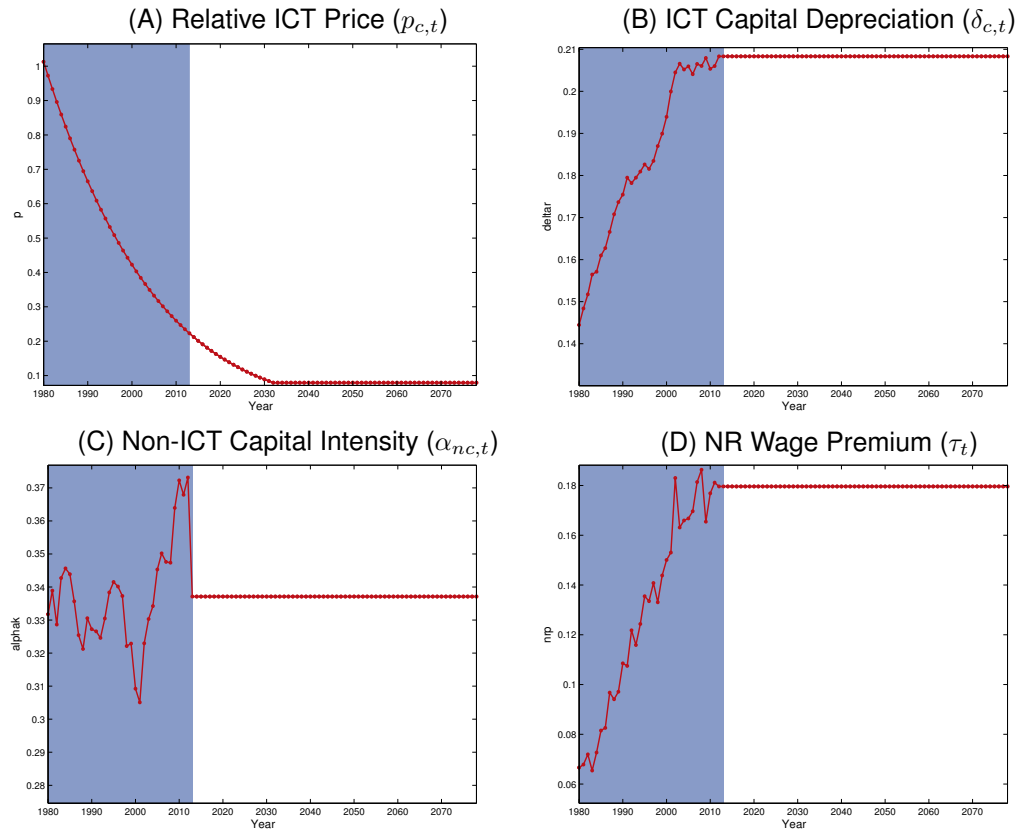 (A) Relative ICT Price (p_{c,t})
1
0.9
0.8
0.7
0.6
0.5
0.4
0.3
0.2
0.1
p
1980 1990 2000 2010 2020 2030 2040 2050 2060 2070
Year
(B) ICT Capital Depreciation (δ_{c,t})
0.21
0.2
0.19
0.18
0.17
0.16
0.15
0.14
deltar
1980 1990 2000 2010 2020 2030 2040 2050 2060 2070
Year
(C) Non-ICT Capital Intensity (α_{nc,t})
0.37
0.36
0.35
0.34
0.33
0.32
0.31
0.3
0.29
0.28
alphak
1980 1990 2000 2010 2020 2030 2040 2050 2060 2070
Year
(D) NR Wage Premium (τ_t)
0.18
0.16
0.14
0.12
0.1
0.08
0.06
nrp
1980 1990 2000 2010 2020 2030 2040 2050 2060 2070
Year